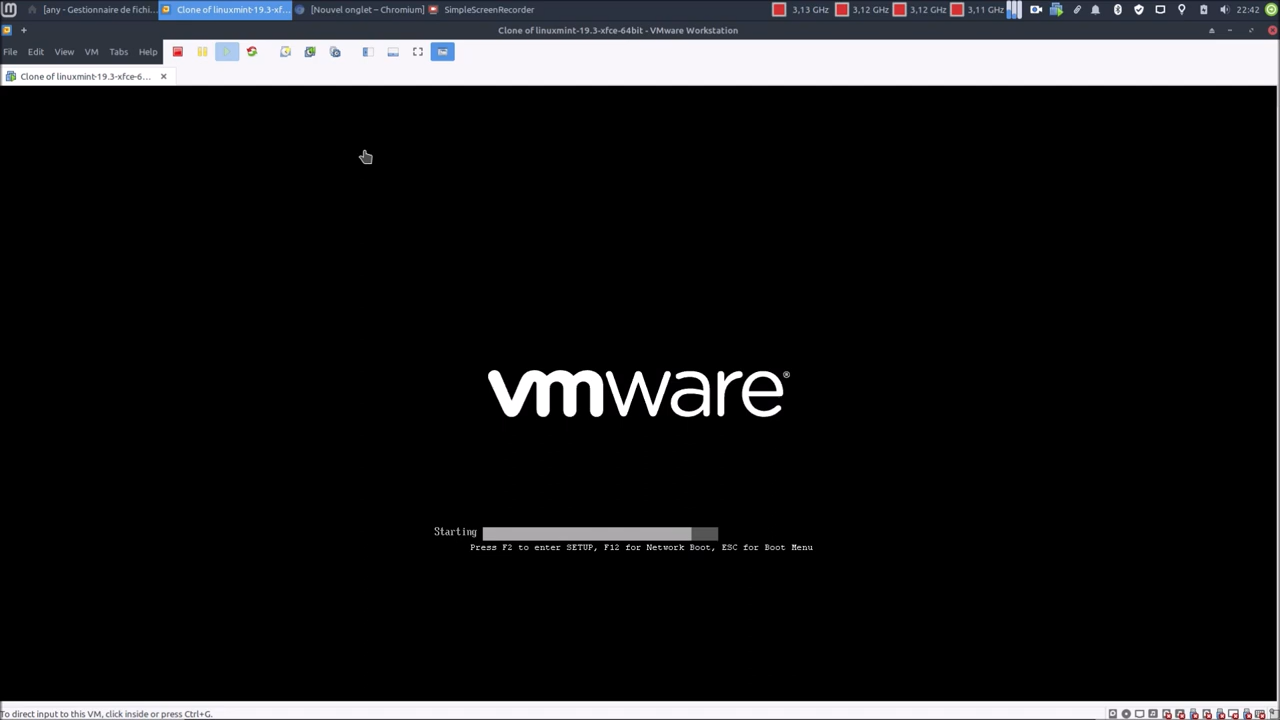 [any - Gestionnaire de fichi... Clone of linuxmint-19.3-xf... [Nouvel onglet – Chromium] SimpleScreenRecorder 3,13 GHz 3,12 GHz 3,12 GHz 3,11 GHz 22:42
Clone of linuxmint-19.3-xfce-64bit - VMware Workstation
File Edit View VM Tabs Help
Clone of linuxmint-19.3-xfce-6...
vmware®
Starting
Press F2 to enter SETUP, F12 for Network Boot, ESC for Boot Menu
To direct input to this VM, click inside or press Ctrl+G.